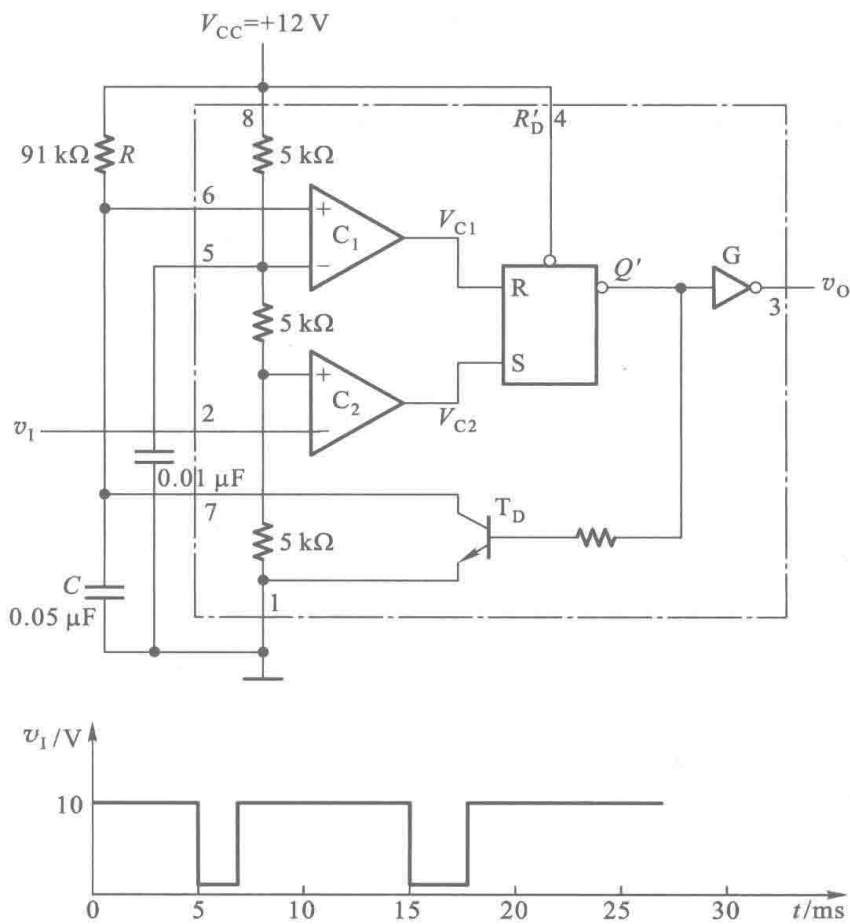 V_CC=+12 V
8
R′_D 4
91 kΩ R
5 kΩ
6
+
C₁
−
V_C1
5
R
Q′
G
v_O
3
5 kΩ
S
+
C₂
−
V_C2
v_I
2
0.01 μF
7
T_D
5 kΩ
C
0.05 μF
1
v_I/V
10
0 5 10 15 20 25 30 t/ms